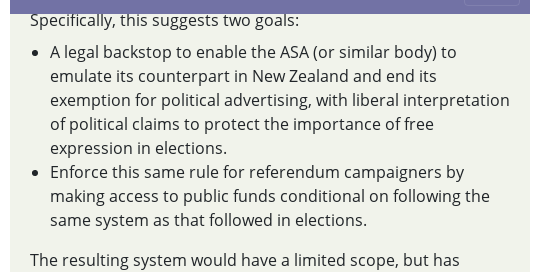 Specifically, this suggests two goals:
• A legal backstop to enable the ASA (or similar body) to
emulate its counterpart in New Zealand and end its
exemption for political advertising, with liberal interpretation
of political claims to protect the importance of free
expression in elections.
• Enforce this same rule for referendum campaigners by
making access to public funds conditional on following the
same system as that followed in elections.
The resulting system would have a limited scope, but has